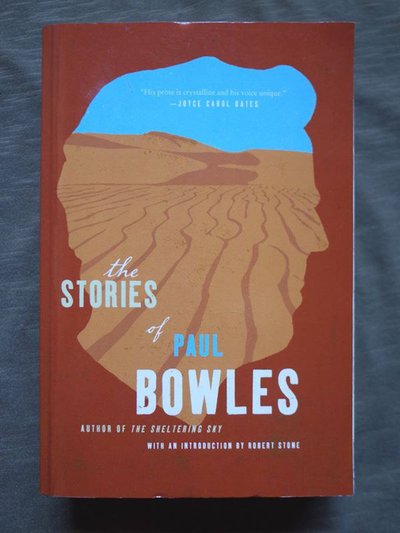 "His prose is crystalline and his voice unique."
—JOYCE CAROL OATES
the
STORIES
of
PAUL
BOWLES
AUTHOR OF THE SHELTERING SKY
WITH AN INTRODUCTION BY ROBERT STONE